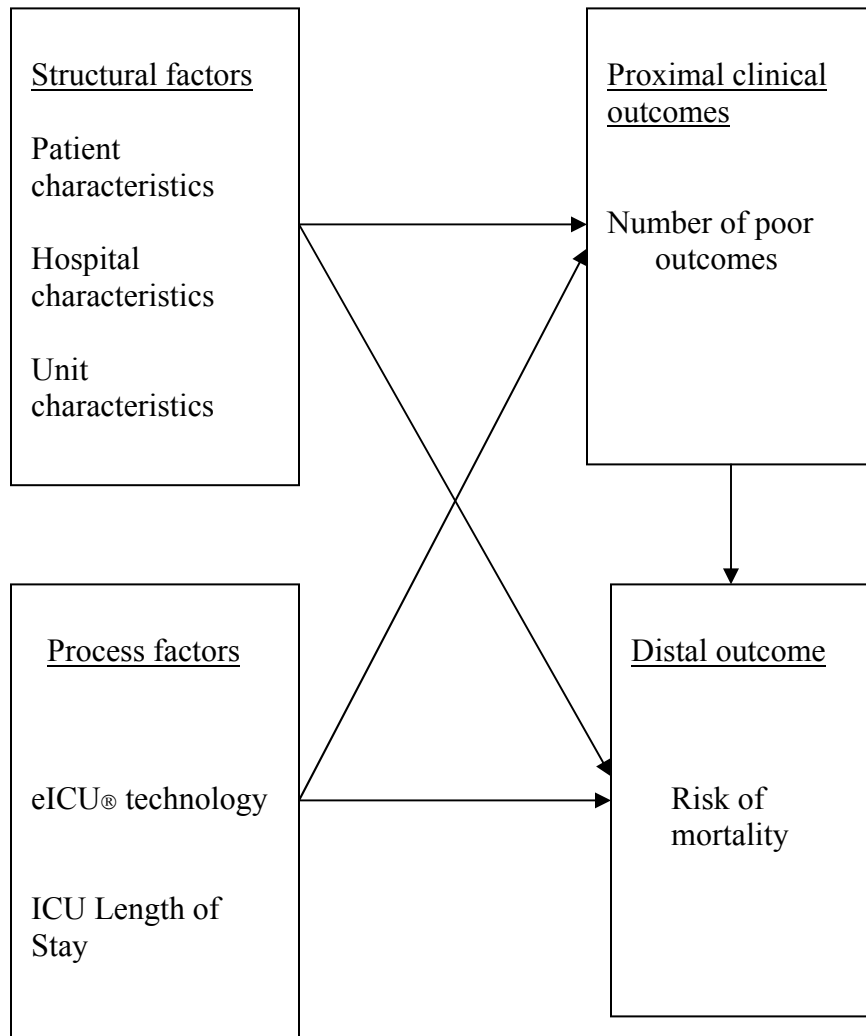 Structural factors
Patient
characteristics
Hospital
characteristics
Unit
characteristics
Proximal clinical
outcomes
Number of poor
outcomes
Process factors
eICU® technology
ICU Length of
Stay
Distal outcome
Risk of
mortality